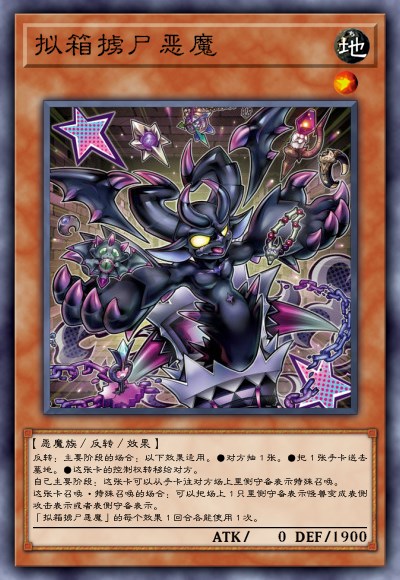 拟箱掳尸恶魔
地
【恶魔族／反转／效果】
反转：主要阶段的场合：以下效果适用。●对方抽1张。●把1张手卡送去
墓地。●这张卡的控制权转移给对方。
自己主要阶段：这张卡可以从手卡往对方场上里侧守备表示特殊召唤。
这张卡召唤·特殊召唤的场合：可以把场上1只里侧守备表示怪兽变成表侧
攻击表示或者表侧守备表示。
「拟箱掳尸恶魔」的每个效果1回合各能使用1次。
ATK/ 0 DEF/1900